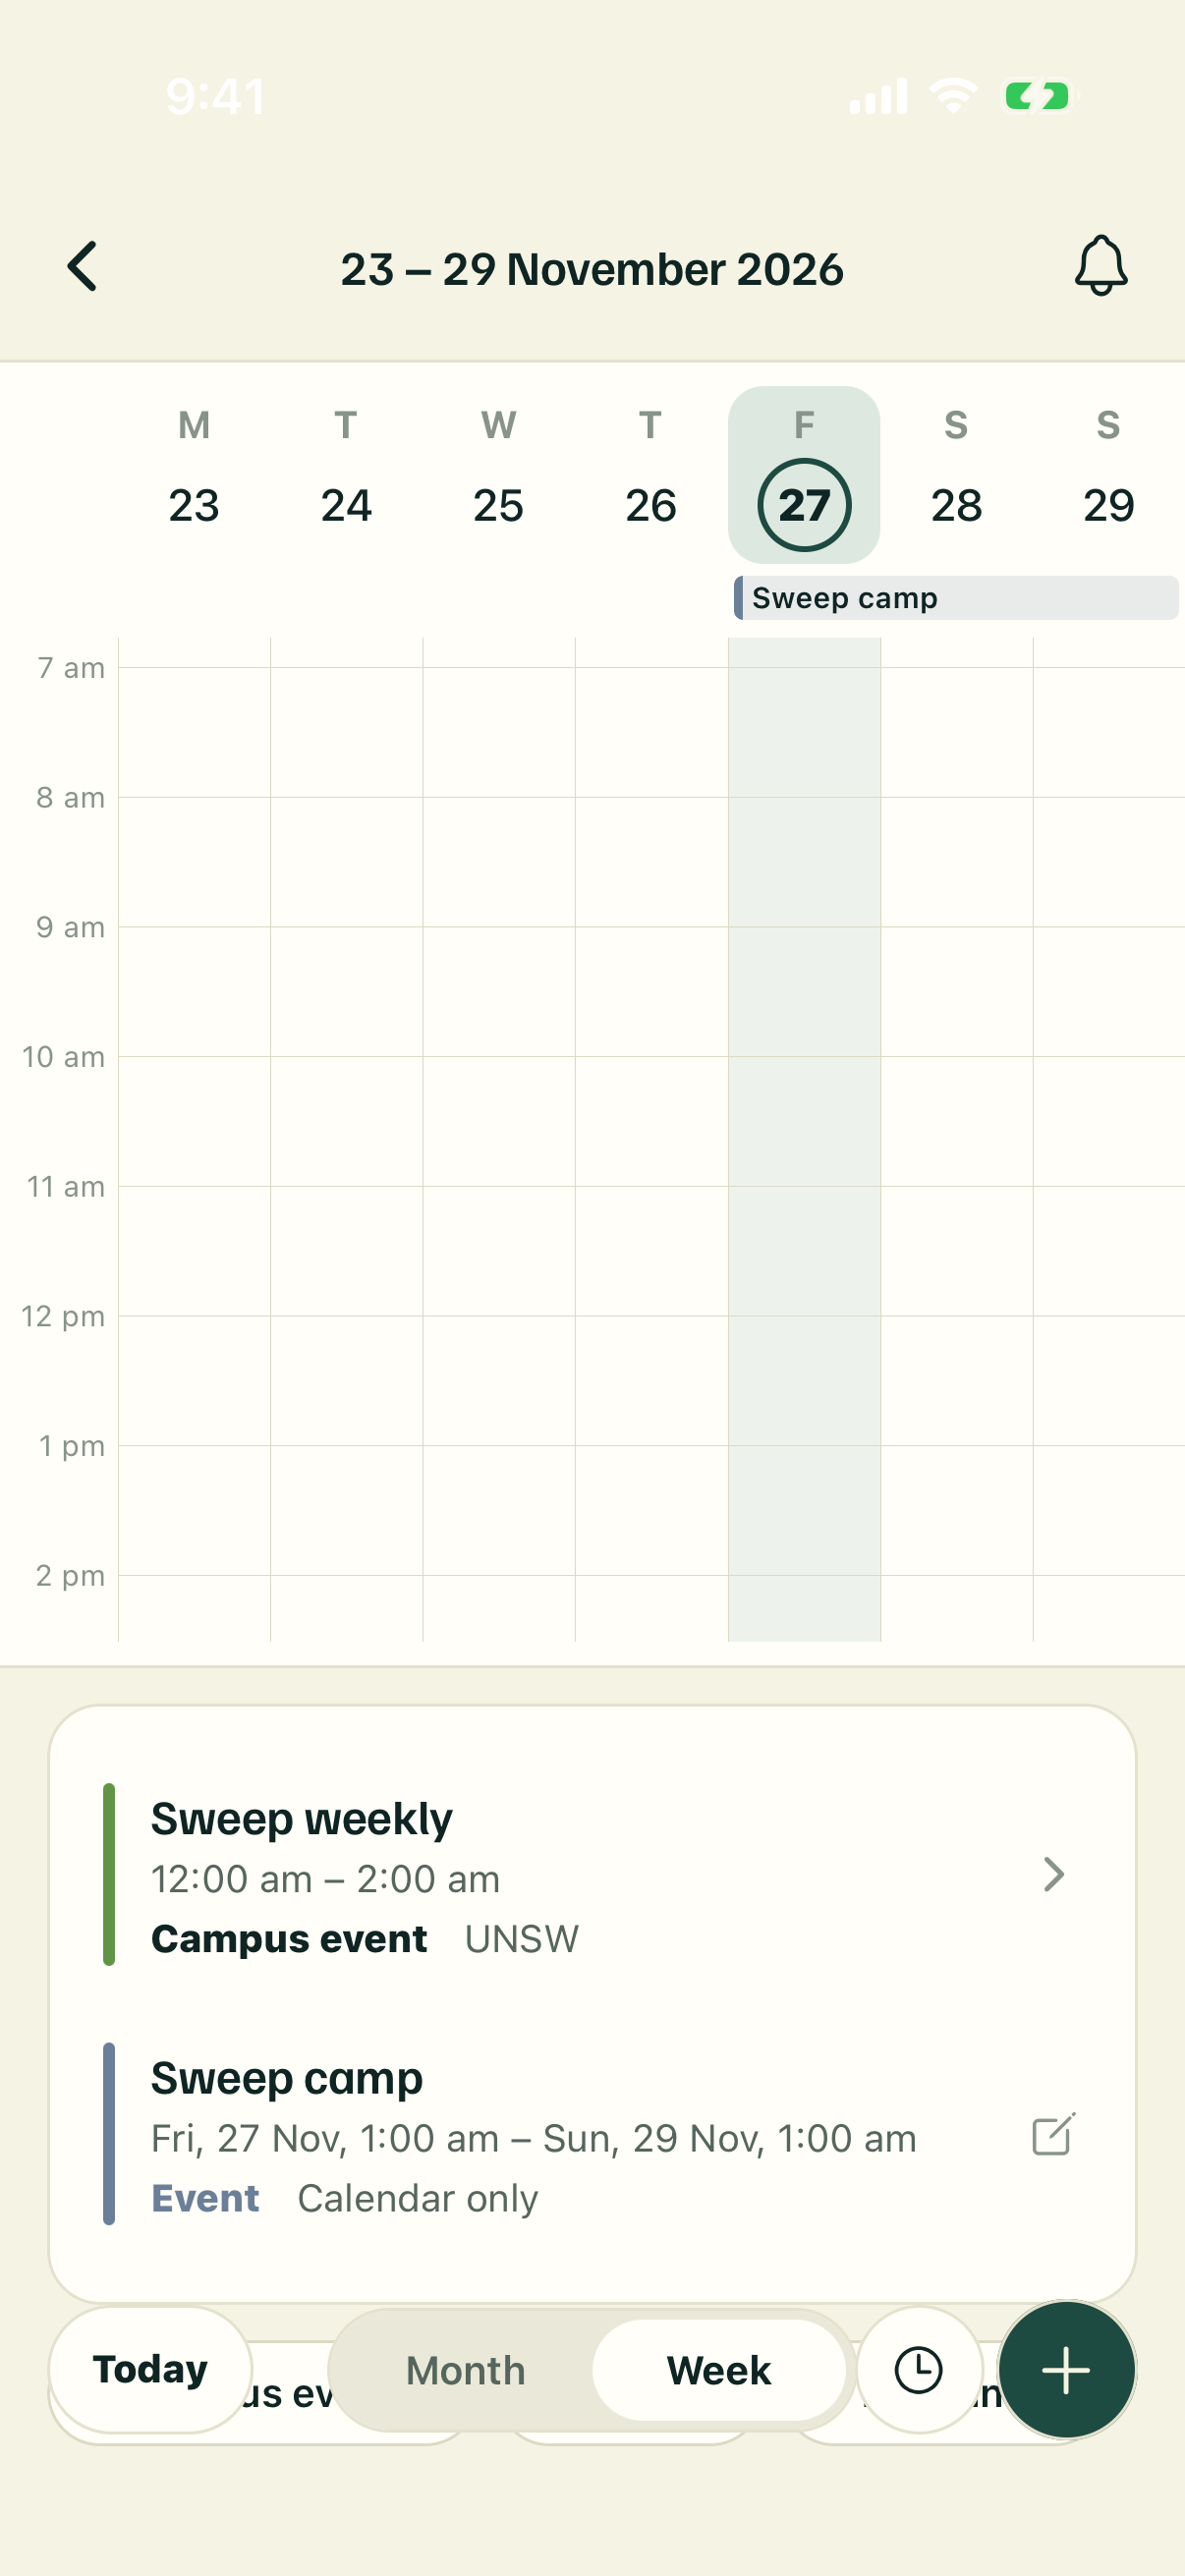 9:41
23 – 29 November 2026
M T W T F S S
23 24 25 26 27 28 29
Sweep camp
7 am
8 am
9 am
10 am
11 am
12 pm
1 pm
2 pm
Sweep weekly
12:00 am – 2:00 am
Campus event UNSW
Sweep camp
Fri, 27 Nov, 1:00 am – Sun, 29 Nov, 1:00 am
Event Calendar only
Today Month Week